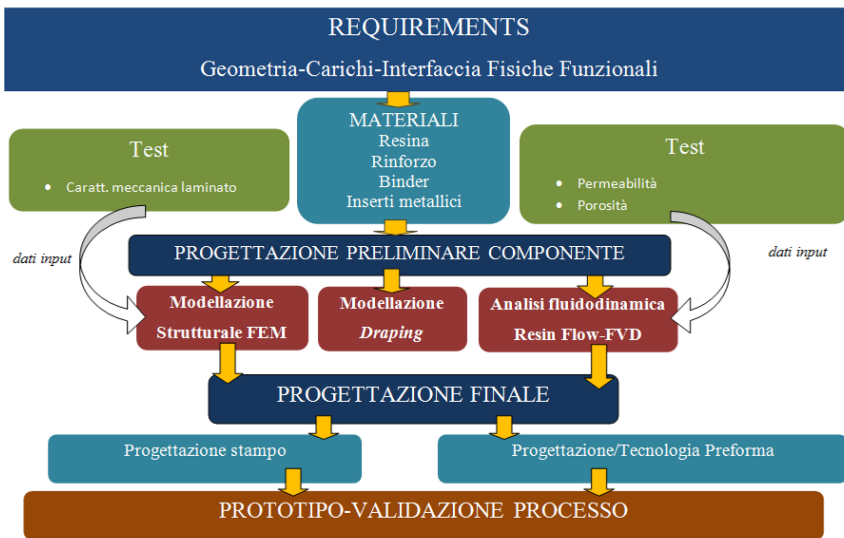 REQUIREMENTS
Geometria-Carichi-Interfaccia Fisiche Funzionali
MATERIALI
Resina
Rinforzo
Binder
Inserti metallici
Test
• Caratt. meccanica laminato
Test
• Permeabilità
• Porosità
dati input
dati input
PROGETTAZIONE PRELIMINARE COMPONENTE
Modellazione
Strutturale FEM
Modellazione
Draping
Analisi fluidodinamica
Resin Flow-FVD
PROGETTAZIONE FINALE
Progettazione stampo
Progettazione/Tecnologia Preforma
PROTOTIPO-VALIDAZIONE PROCESSO